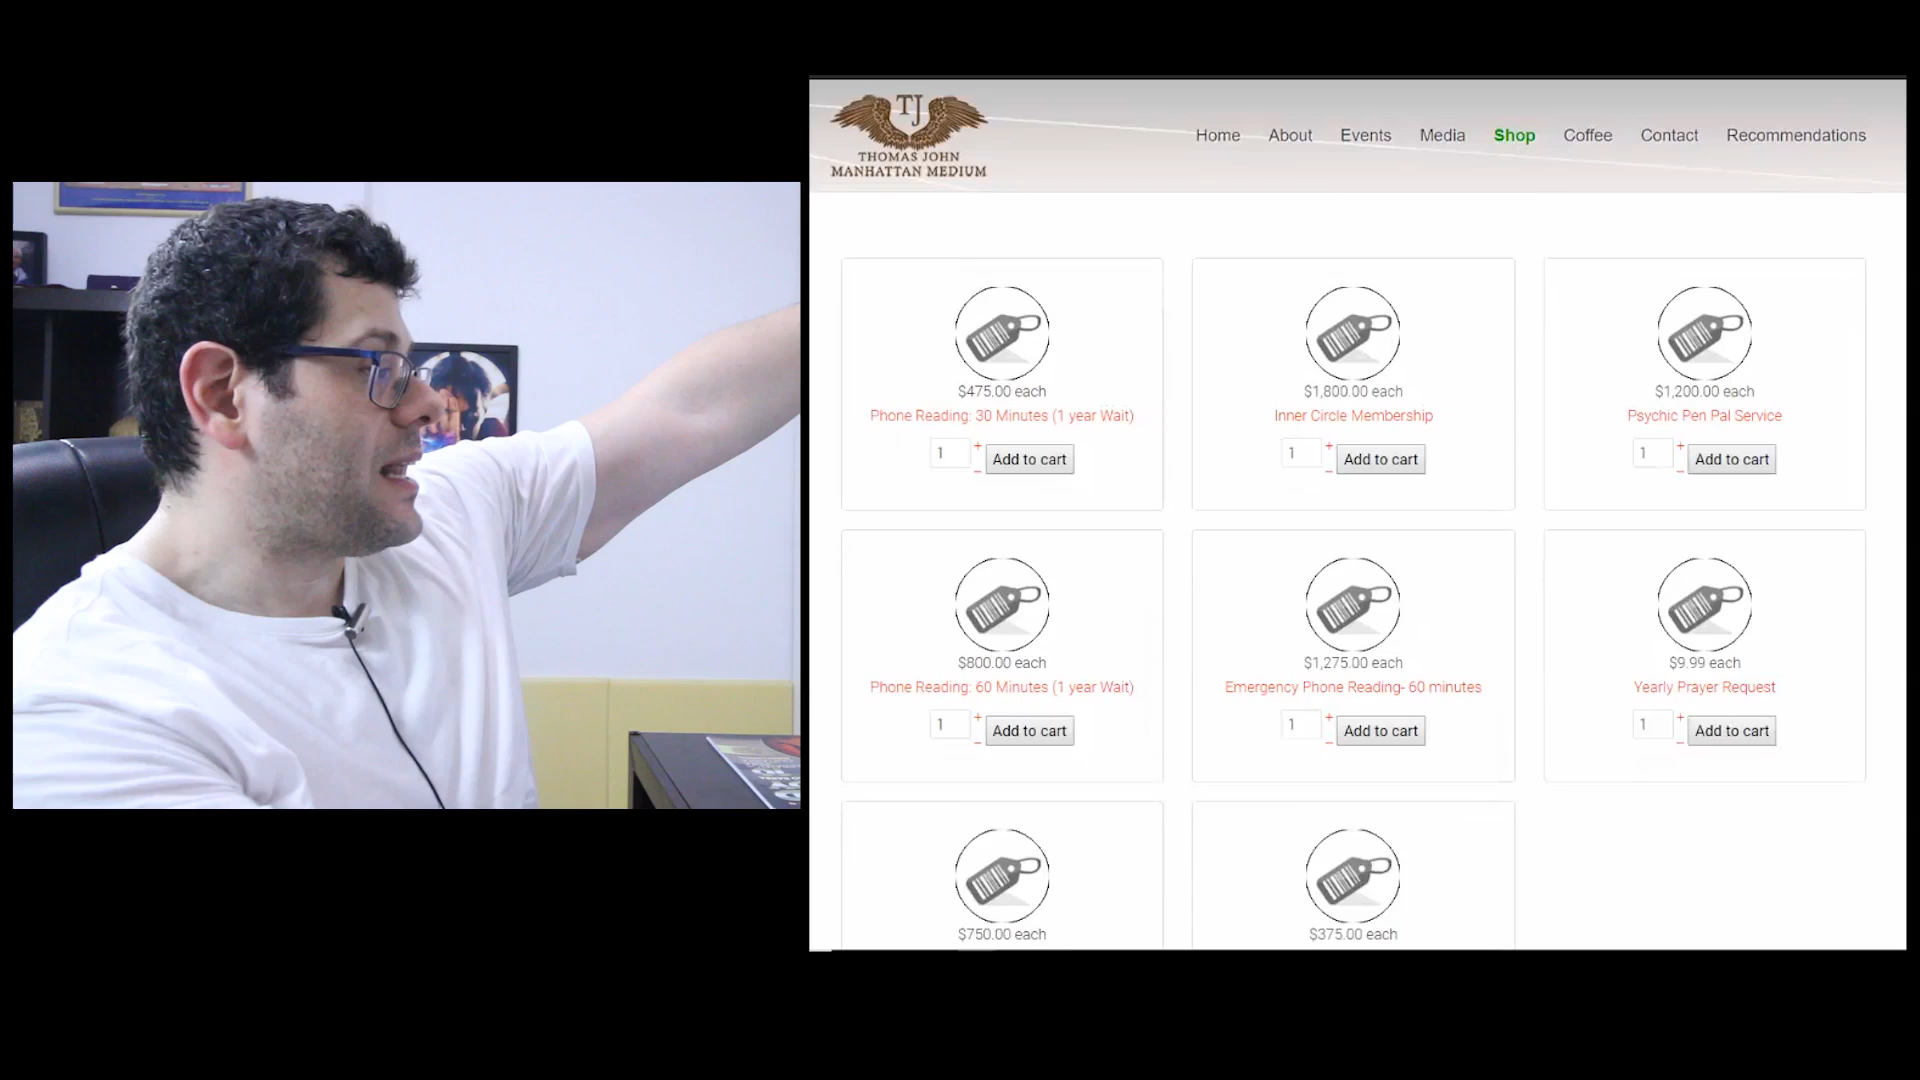 TJ
THOMAS JOHN
MANHATTAN MEDIUM
Home About Events Media Shop Coffee Contact Recommendations
$475.00 each
Phone Reading: 30 Minutes (1 year Wait)
1 + - Add to cart
$1,800.00 each
Inner Circle Membership
1 + - Add to cart
$1,200.00 each
Psychic Pen Pal Service
1 + - Add to cart
$800.00 each
Phone Reading: 60 Minutes (1 year Wait)
1 + - Add to cart
$1,275.00 each
Emergency Phone Reading- 60 minutes
1 + - Add to cart
$9.99 each
Yearly Prayer Request
1 + - Add to cart
$750.00 each
$375.00 each